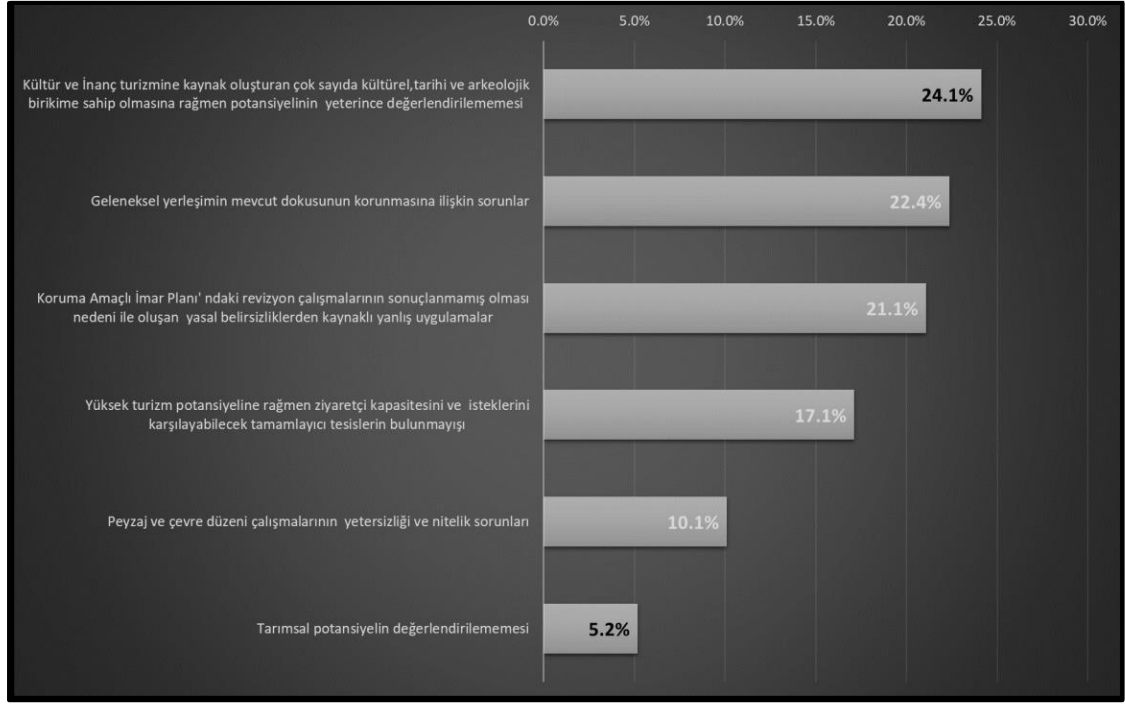 0.0% 5.0% 10.0% 15.0% 20.0% 25.0% 30.0%
Kültür ve İnanç turizmine kaynak oluşturan çok sayıda kültürel,tarihi ve arkeolojik
birikime sahip olmasına rağmen potansiyelinin yeterince değerlendirilememesi
24.1%
Geleneksel yerleşimin mevcut dokusunun korunmasına ilişkin sorunlar
22.4%
Koruma Amaçlı İmar Planı' ndaki revizyon çalışmalarının sonuçlanmamış olması
nedeni ile oluşan yasal belirsizliklerden kaynaklı yanlış uygulamalar
21.1%
Yüksek turizm potansiyeline rağmen ziyaretçi kapasitesini ve isteklerini
karşılayabilecek tamamlayıcı tesislerin bulunmayışı
17.1%
Peyzaj ve çevre düzeni çalışmalarının yetersizliği ve nitelik sorunları
10.1%
Tarımsal potansiyelin değerlendirilememesi
5.2%